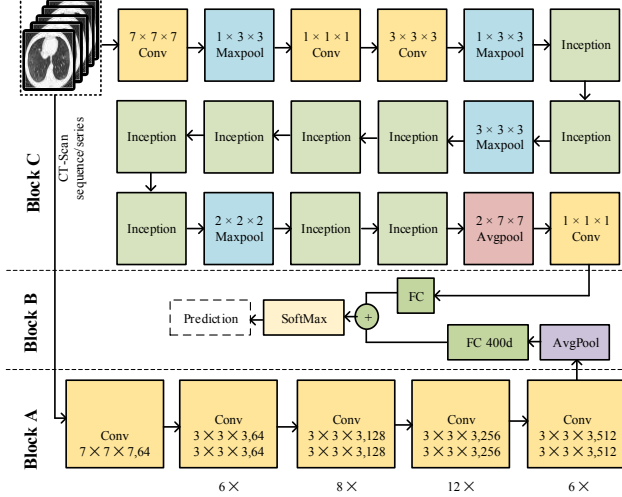 7 × 7 × 7
Conv
1 × 3 × 3
Maxpool
1 × 1 × 1
Conv
3 × 3 × 3
Conv
1 × 3 × 3
Maxpool
Inception
Inception
Inception
Inception
Inception
3 × 3 × 3
Maxpool
Inception
Inception
2 × 2 × 2
Maxpool
Inception
Inception
2 × 7 × 7
Avgpool
1 × 1 × 1
Conv
CT-Scan
sequence/series
Block C
Block B
FC
Prediction
SoftMax
+
FC 400d
AvgPool
Block A
Conv
7 × 7 × 7,64
Conv
3 × 3 × 3,64
3 × 3 × 3,64
Conv
3 × 3 × 3,128
3 × 3 × 3,128
Conv
3 × 3 × 3,256
3 × 3 × 3,256
Conv
3 × 3 × 3,512
3 × 3 × 3,512
6 ×
8 ×
12 ×
6 ×